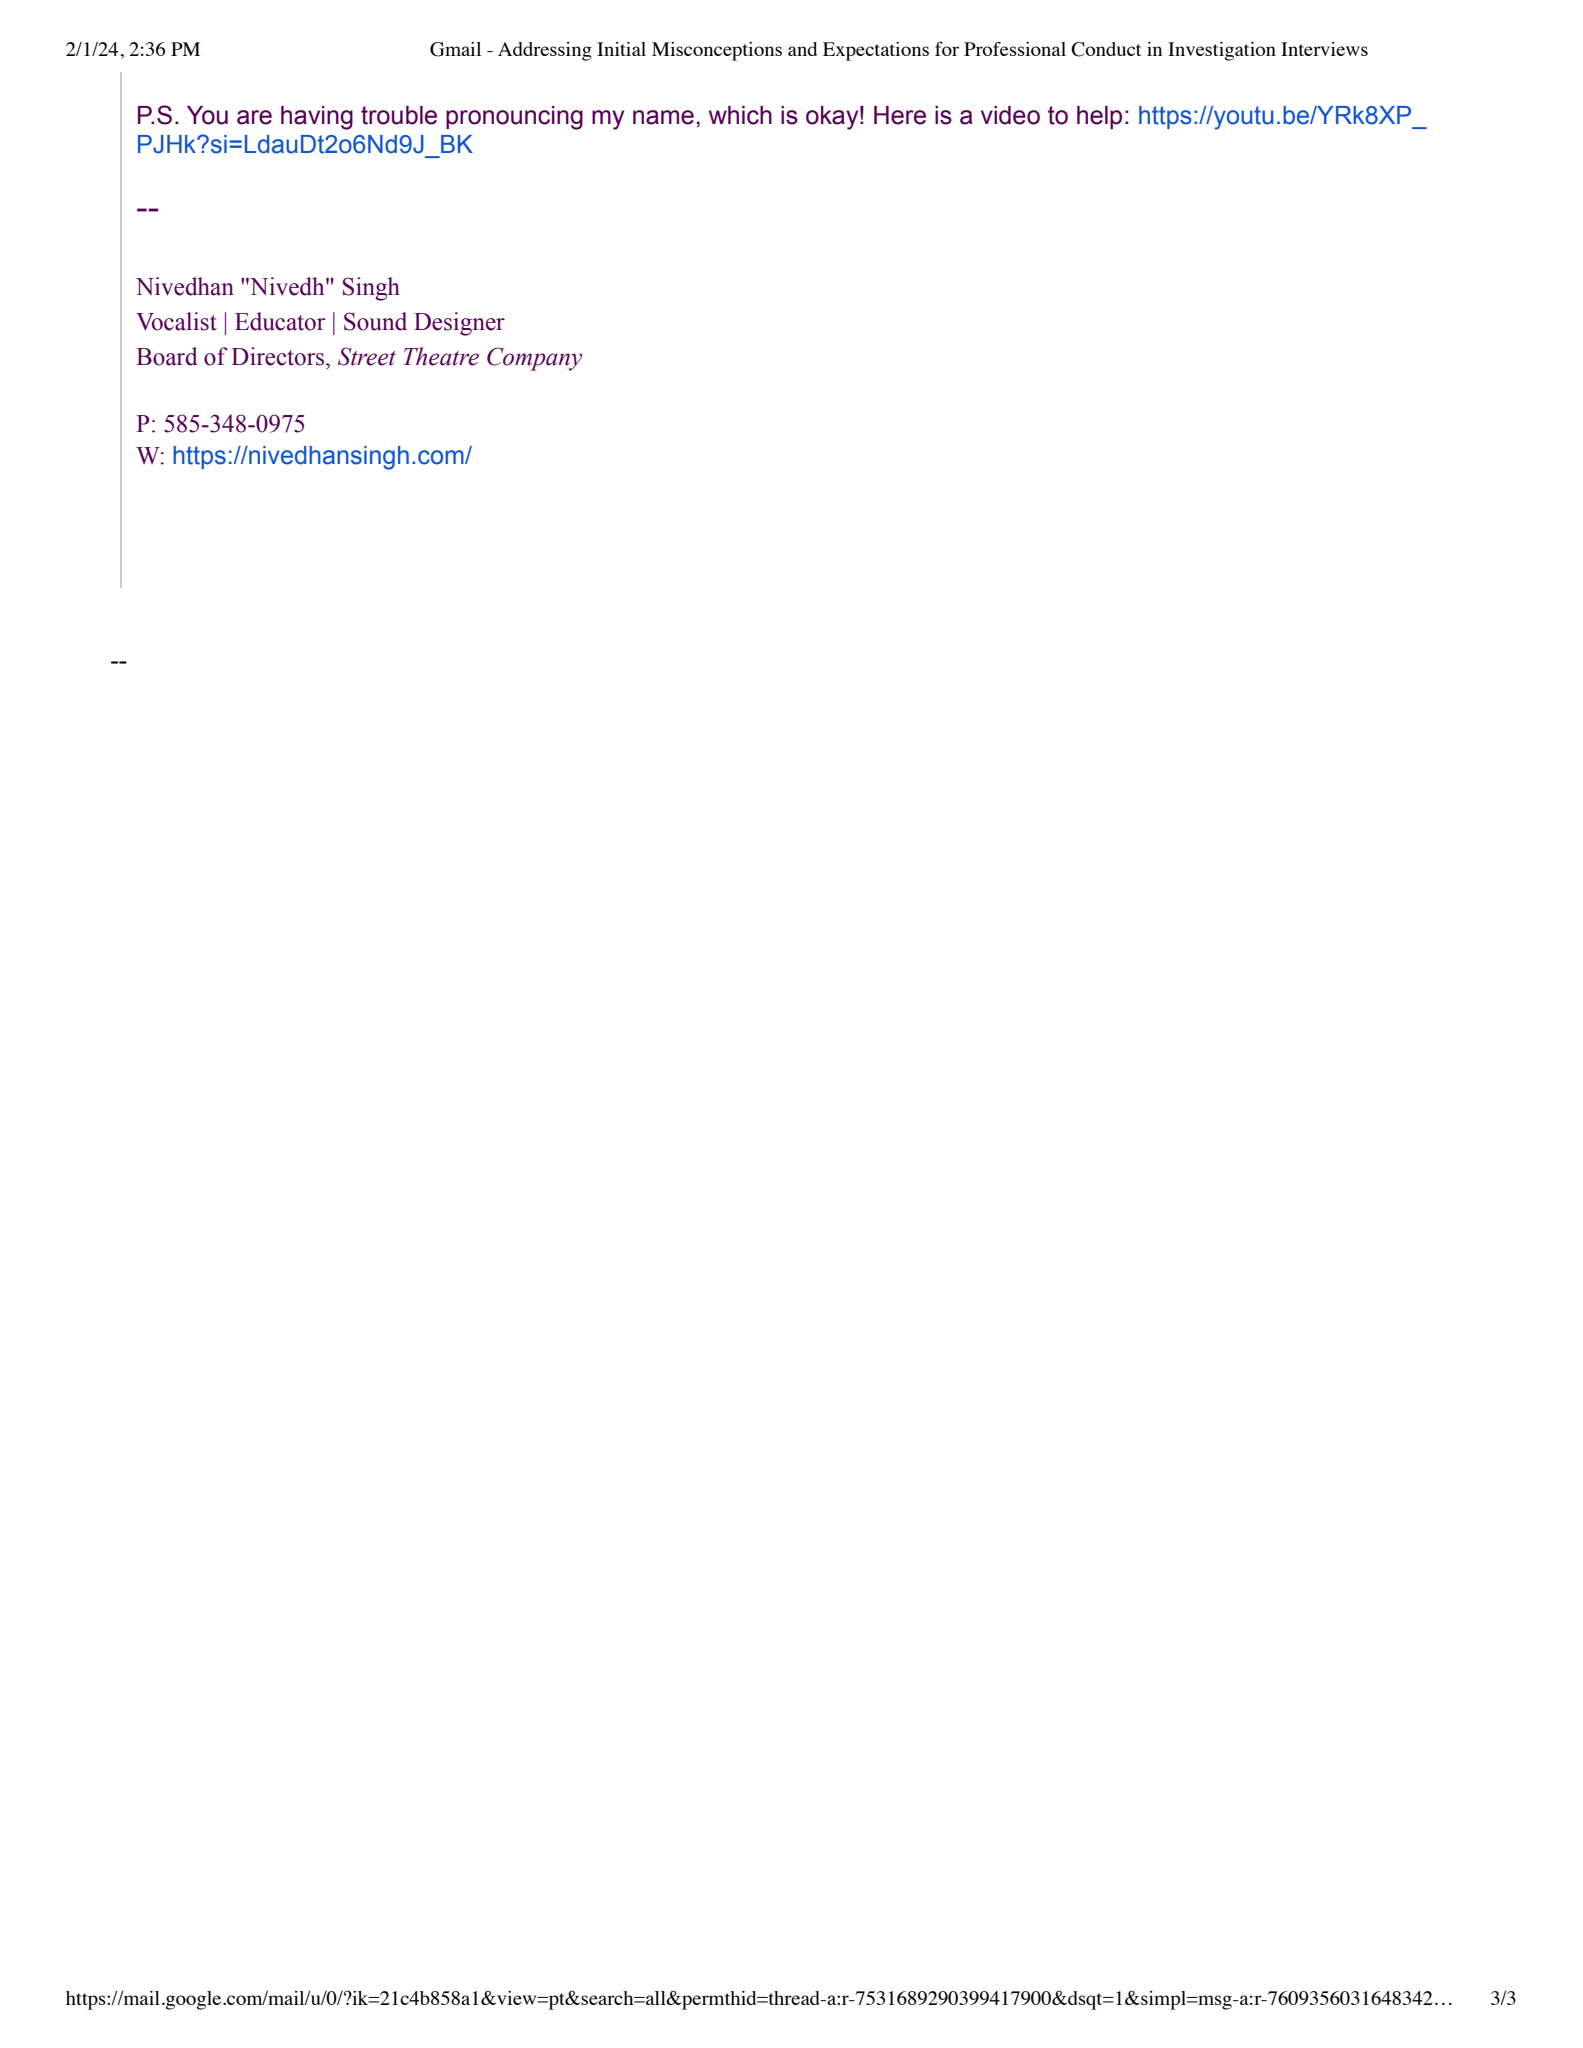 2/1/24, 2:36 PM Gmail - Addressing Initial Misconceptions and Expectations for Professional Conduct in Investigation Interviews
P.S. You are having trouble pronouncing my name, which is okay! Here is a video to help: https://youtu.be/YRk8XP_
PJHk?si=LdauDt2o6Nd9J_BK
--
Nivedhan "Nivedh" Singh
Vocalist | Educator | Sound Designer
Board of Directors, Street Theatre Company
P: 585-348-0975
W: https://nivedhansingh.com/
--
https://mail.google.com/mail/u/0/?ik=21c4b858a1&view=pt&search=all&permthid=thread-a:r-7531689290399417900&dsqt=1&simpl=msg-a:r-7609356031648342… 3/3